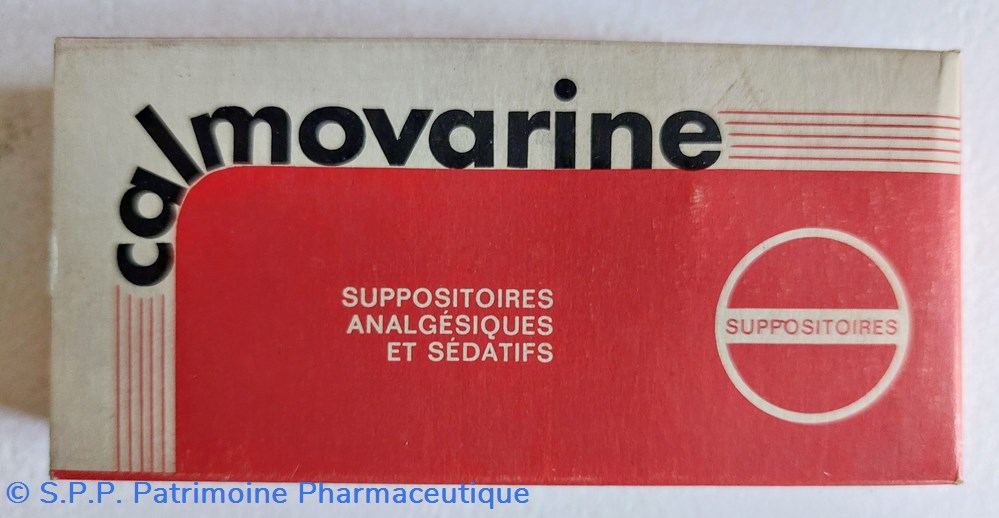 calmovarine
SUPPOSITOIRES
ANALGÉSIQUES
ET SÉDATIFS
SUPPOSITOIRES
© S.P.P. Patrimoine Pharmaceutique